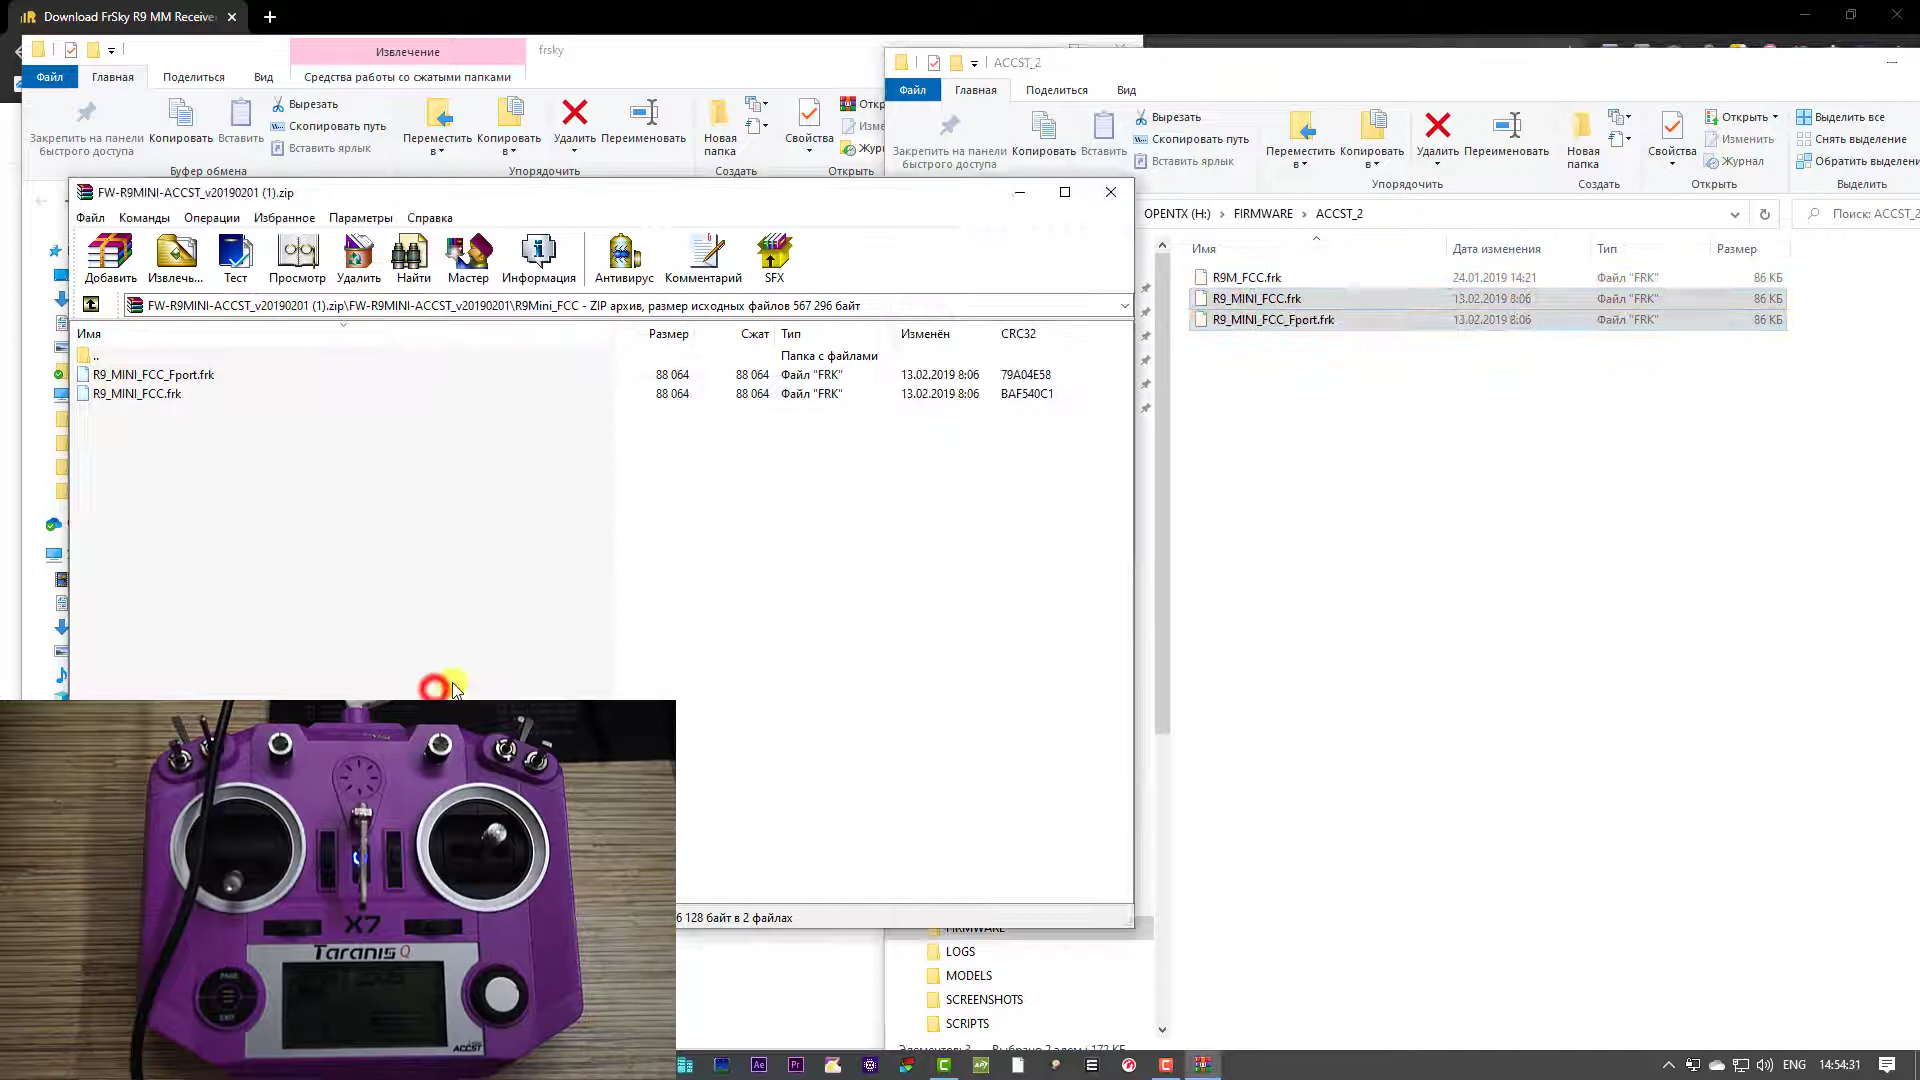 Download FrSky R9 MM Receive
Извлечение
frsky
Файл Главная Поделиться Вид Средства работы со сжатыми папками
Закрепить на панели быстрого доступа
Копировать
Вставить
Вырезать
Скопировать путь
Вставить ярлык
Переместить в
Копировать в
Удалить
Переименовать
Новая папка
Свойства
Буфер обмена
Упорядочить
Создать
Открыть
ACCST_2
Файл Главная Поделиться Вид
Закрепить на панели быстрого доступа
Копировать
Вставить
Вырезать
Скопировать путь
Вставить ярлык
Переместить в
Копировать в
Удалить
Переименовать
Новая папка
Свойства
Открыть
Изменить
Журнал
Выделить все
Снять выделение
Обратить выделен
Упорядочить
Создать
Открыть
Выделить
FW-R9MINI-ACCST_v20190201 (1).zip
Файл Команды Операции Избранное Параметры Справка
Добавить Извлечь... Тест Просмотр Удалить Найти Мастер Информация Антивирус Комментарий SFX
FW-R9MINI-ACCST_v20190201 (1).zip\FW-R9MINI-ACCST_v20190201\R9Mini_FCC - ZIP архив, размер исходных файлов 567 296 байт
Имя Размер Сжат Тип Изменён CRC32
.. Папка с файлами
R9_MINI_FCC_Fport.frk 88 064 88 064 Файл "FRK" 13.02.2019 8:06 79A04E58
R9_MINI_FCC.frk 88 064 88 064 Файл "FRK" 13.02.2019 8:06 BAF540C1
6 128 байт в 2 файлах
OPENTX (H:) › FIRMWARE › ACCST_2
Поиск: ACCST_2
Имя Дата изменения Тип Размер
R9M_FCC.frk 24.01.2019 14:21 Файл "FRK" 86 КБ
R9_MINI_FCC.frk 13.02.2019 8:06 Файл "FRK" 86 КБ
R9_MINI_FCC_Fport.frk 13.02.2019 8:06 Файл "FRK" 86 КБ
FIRMWARE
LOGS
MODELS
SCREENSHOTS
SCRIPTS
X7
Taranis Q
PAGE
EXIT
ACCST
Ae
Pr
ENG
14:54:31